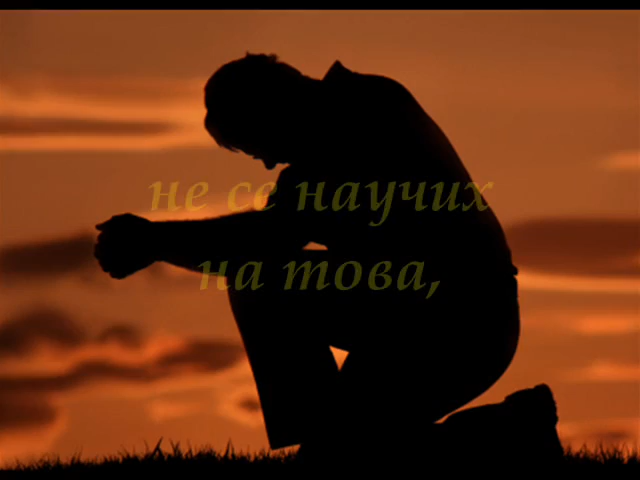 не се научих
на това,